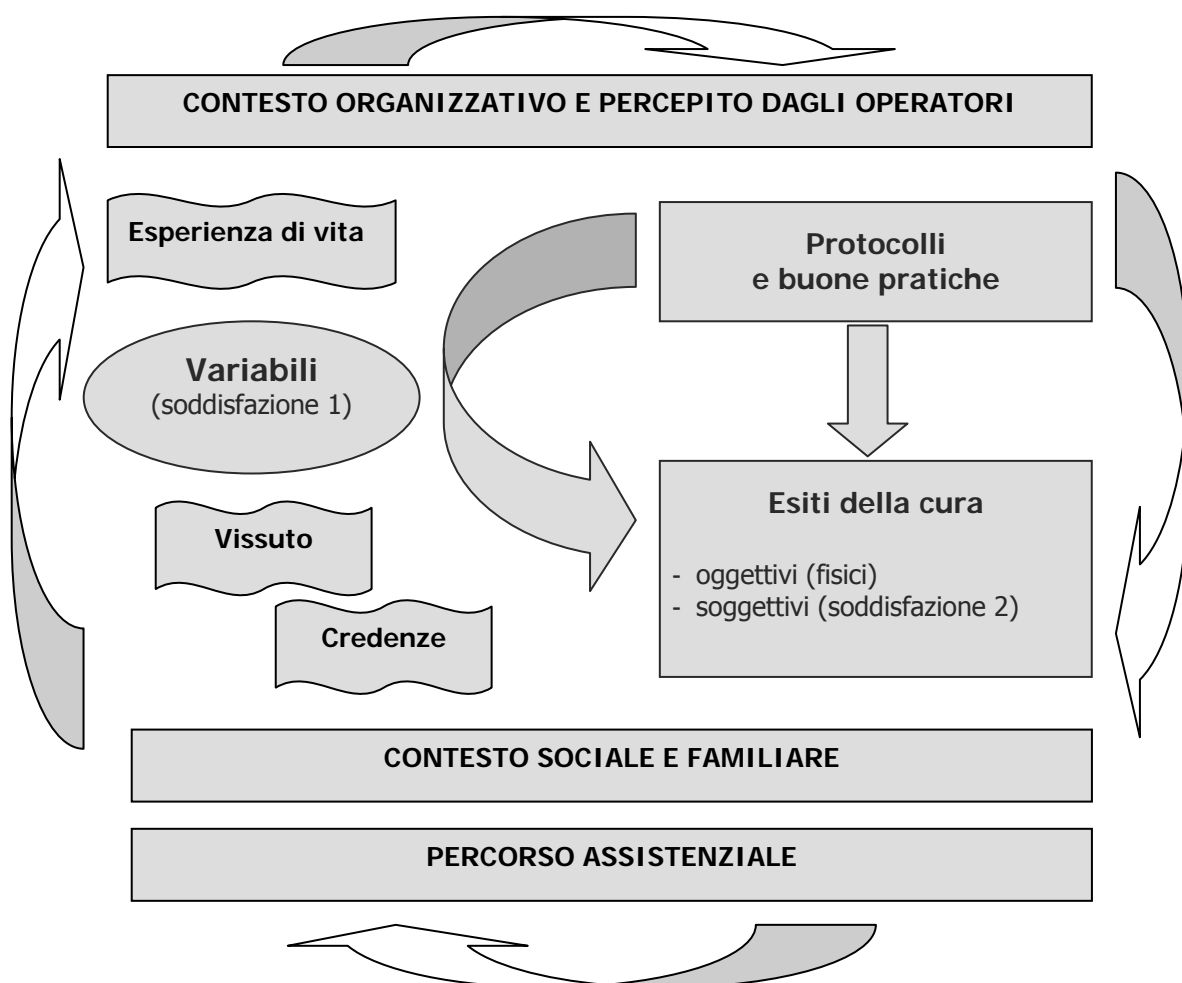 CONTESTO ORGANIZZATIVO E PERCEPITO DAGLI OPERATORI
Esperienza di vita
Protocolli
e buone pratiche
Variabili
(soddisfazione 1)
Esiti della cura
- oggettivi (fisici)
- soggettivi (soddisfazione 2)
Vissuto
Credenze
CONTESTO SOCIALE E FAMILIARE
PERCORSO ASSISTENZIALE